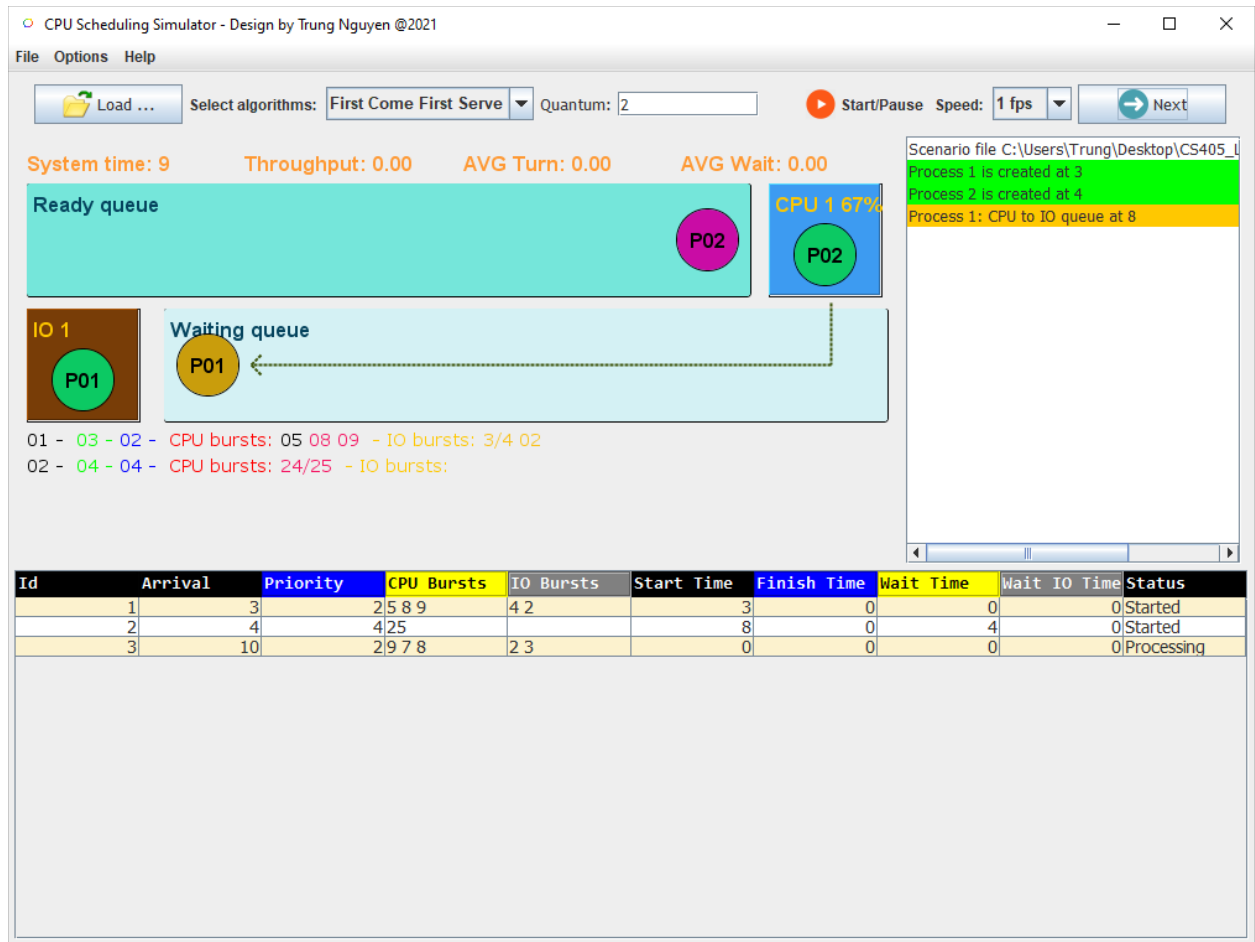 CPU Scheduling Simulator - Design by Trung Nguyen @2021
File Options Help
Load ... Select algorithms: First Come First Serve Quantum: 2 Start/Pause Speed: 1 fps Next
System time: 9 Throughput: 0.00 AVG Turn: 0.00 AVG Wait: 0.00
Ready queue
P02
CPU 1 67%
P02
IO 1
P01
Waiting queue
P01
01 - 03 - 02 - CPU bursts: 05 08 09 - IO bursts: 3/4 02
02 - 04 - 04 - CPU bursts: 24/25 - IO bursts:
Scenario file C:\Users\Trung\Desktop\CS405_L
Process 1 is created at 3
Process 2 is created at 4
Process 1: CPU to IO queue at 8
Id Arrival Priority CPU Bursts IO Bursts Start Time Finish Time Wait Time Wait IO Time Status
1 3 2 5 8 9 4 2 3 0 0 0 Started
2 4 4 25 8 0 4 0 Started
3 10 2 9 7 8 2 3 0 0 0 0 Processing